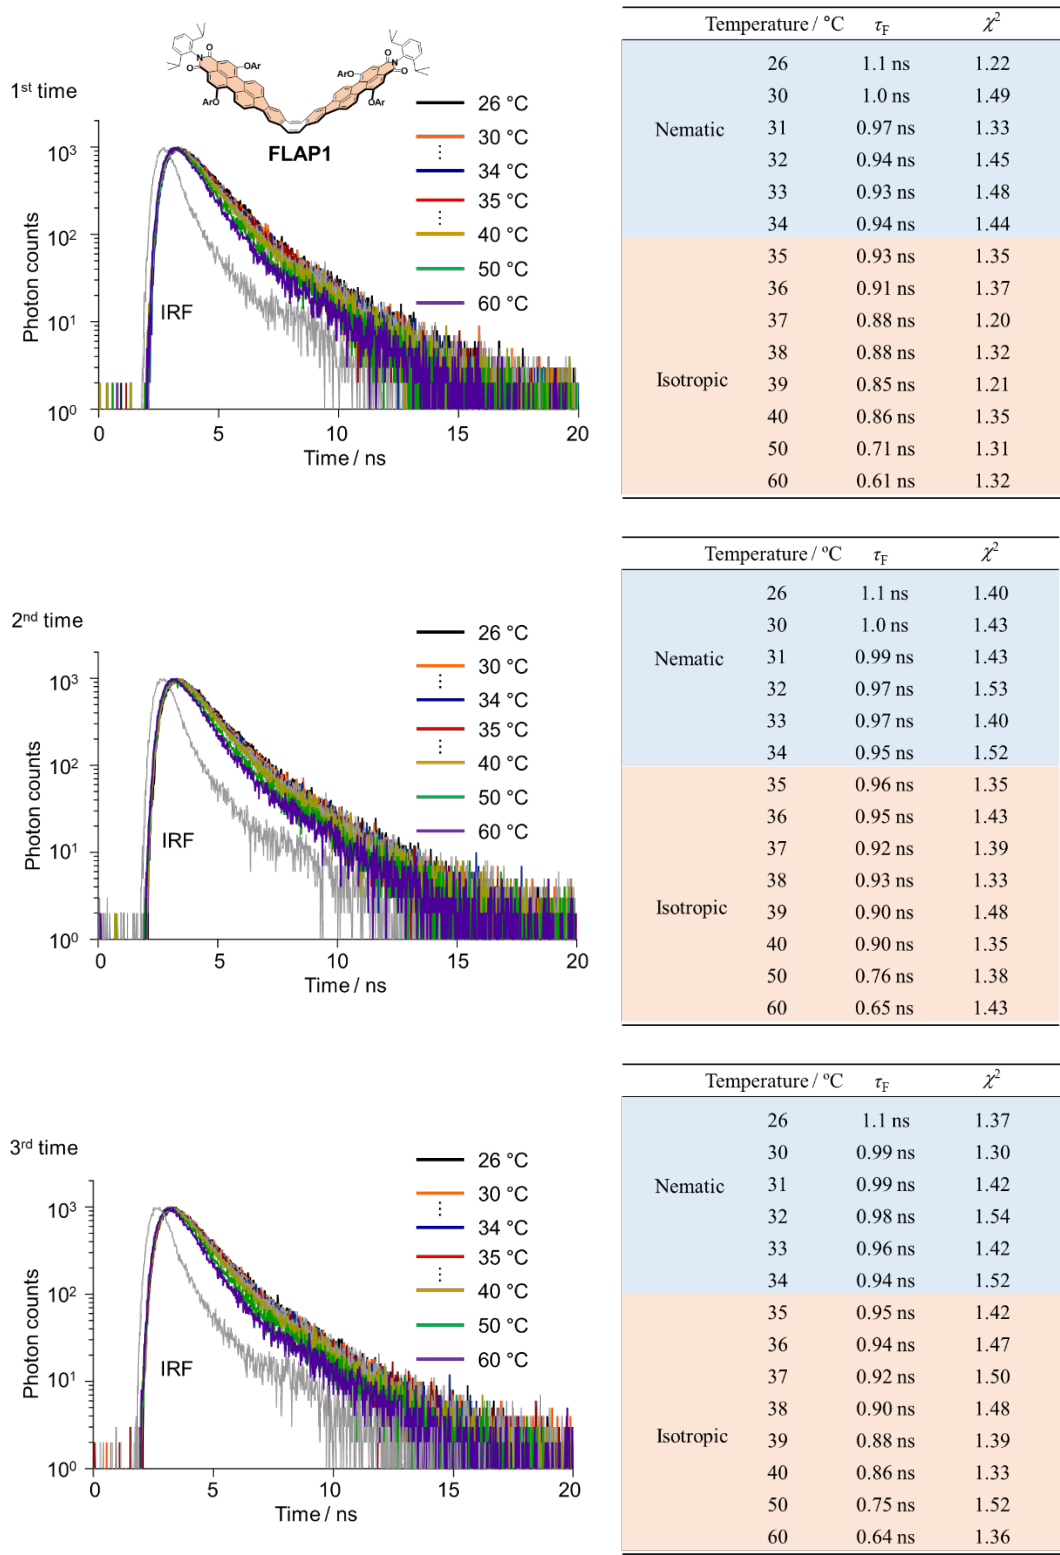 O
N
O
OAr
ArO
ArO
OAr
ArO
O
N
O
FLAP1
1st time
26 °C
30 °C
⋮
34 °C
35 °C
⋮
40 °C
50 °C
60 °C
Photon counts
10³
10²
10¹
10⁰
IRF
0 5 10 15 20
Time / ns
Temperature / °C τF χ²
Nematic
26 1.1 ns 1.22
30 1.0 ns 1.49
31 0.97 ns 1.33
32 0.94 ns 1.45
33 0.93 ns 1.48
34 0.94 ns 1.44
Isotropic
35 0.93 ns 1.35
36 0.91 ns 1.37
37 0.88 ns 1.20
38 0.88 ns 1.32
39 0.85 ns 1.21
40 0.86 ns 1.35
50 0.71 ns 1.31
60 0.61 ns 1.32
2nd time
26 °C
30 °C
⋮
34 °C
35 °C
⋮
40 °C
50 °C
60 °C
Photon counts
10³
10²
10¹
10⁰
IRF
0 5 10 15 20
Time / ns
Temperature / ºC τF χ²
Nematic
26 1.1 ns 1.40
30 1.0 ns 1.43
31 0.99 ns 1.43
32 0.97 ns 1.53
33 0.97 ns 1.40
34 0.95 ns 1.52
Isotropic
35 0.96 ns 1.35
36 0.95 ns 1.43
37 0.92 ns 1.39
38 0.93 ns 1.33
39 0.90 ns 1.48
40 0.90 ns 1.35
50 0.76 ns 1.38
60 0.65 ns 1.43
3rd time
26 °C
30 °C
⋮
34 °C
35 °C
⋮
40 °C
50 °C
60 °C
Photon counts
10³
10²
10¹
10⁰
IRF
0 5 10 15 20
Time / ns
Temperature / ºC τF χ²
Nematic
26 1.1 ns 1.37
30 0.99 ns 1.30
31 0.99 ns 1.42
32 0.98 ns 1.54
33 0.96 ns 1.42
34 0.94 ns 1.52
Isotropic
35 0.95 ns 1.42
36 0.94 ns 1.47
37 0.92 ns 1.50
38 0.90 ns 1.48
39 0.88 ns 1.39
40 0.86 ns 1.33
50 0.75 ns 1.52
60 0.64 ns 1.36